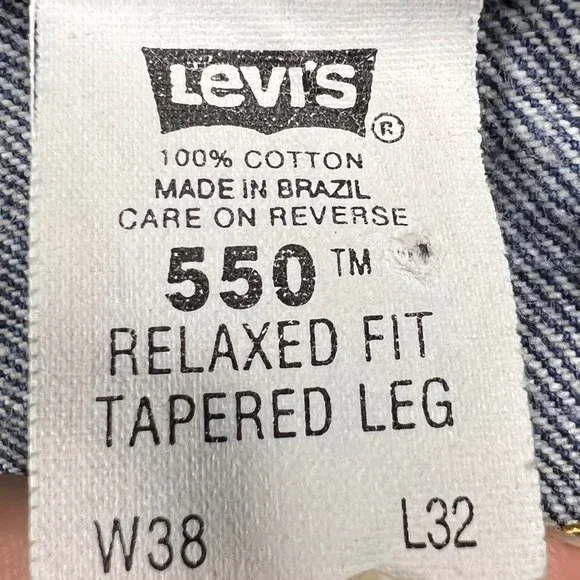 Levi's ®
100% COTTON
MADE IN BRAZIL
CARE ON REVERSE
550 ™
RELAXED FIT
TAPERED LEG
W38 L32